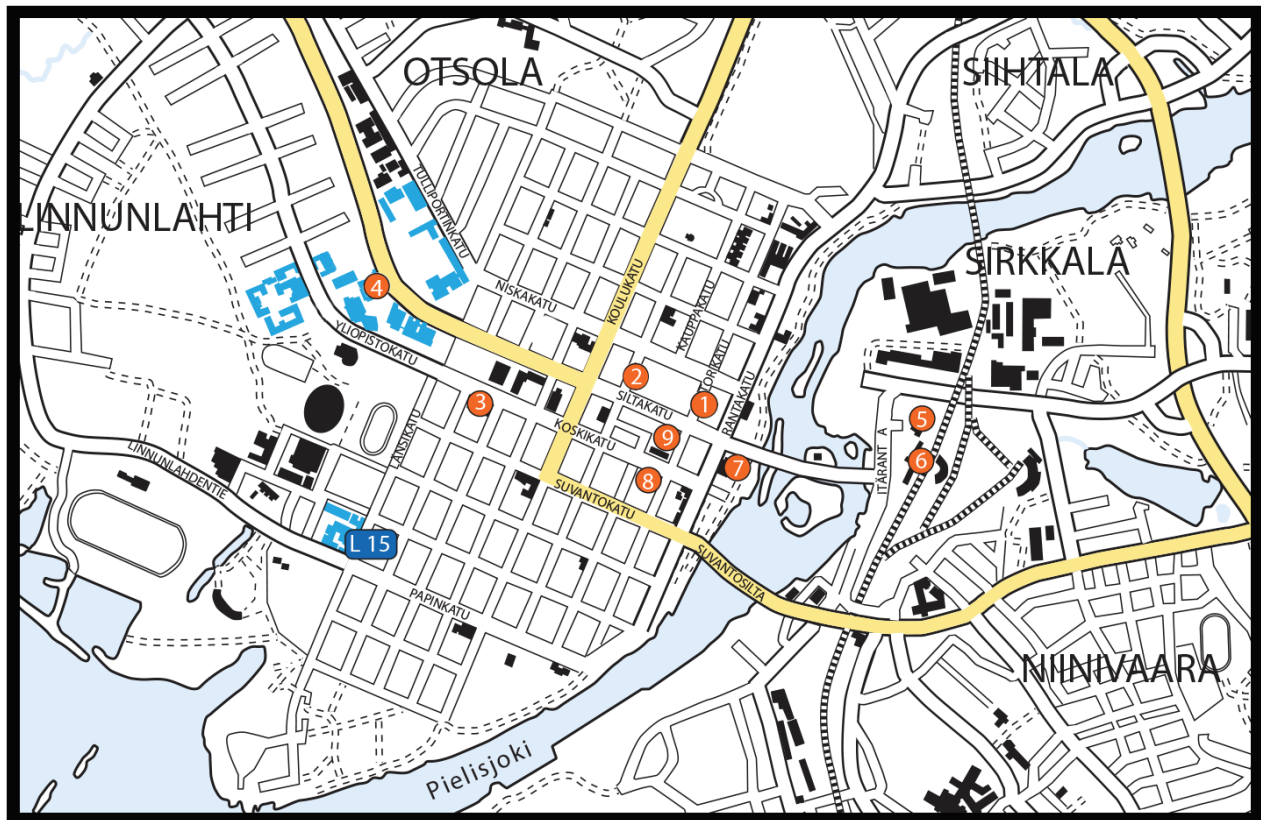 OTSOLA
SIIHTALA
LINNUNLAHTI
TULLIPORTINKATU
SIRKKALA
4
NISKAKATU
KOULUKATU
KAUPPAKATU
YLIOPISTOKATU
2
TORIKATU
3
SILTAKATU
1
RANTAKATU
5
KOSKIKATU
9
LÄNSIKATU
ITÄRANT A
6
7
LINNUNLAHDENTIE
8
SUVANTOKATU
L 15
SUVANTOSILTA
PAPINKATU
NIINIVAARA
Pielisjoki